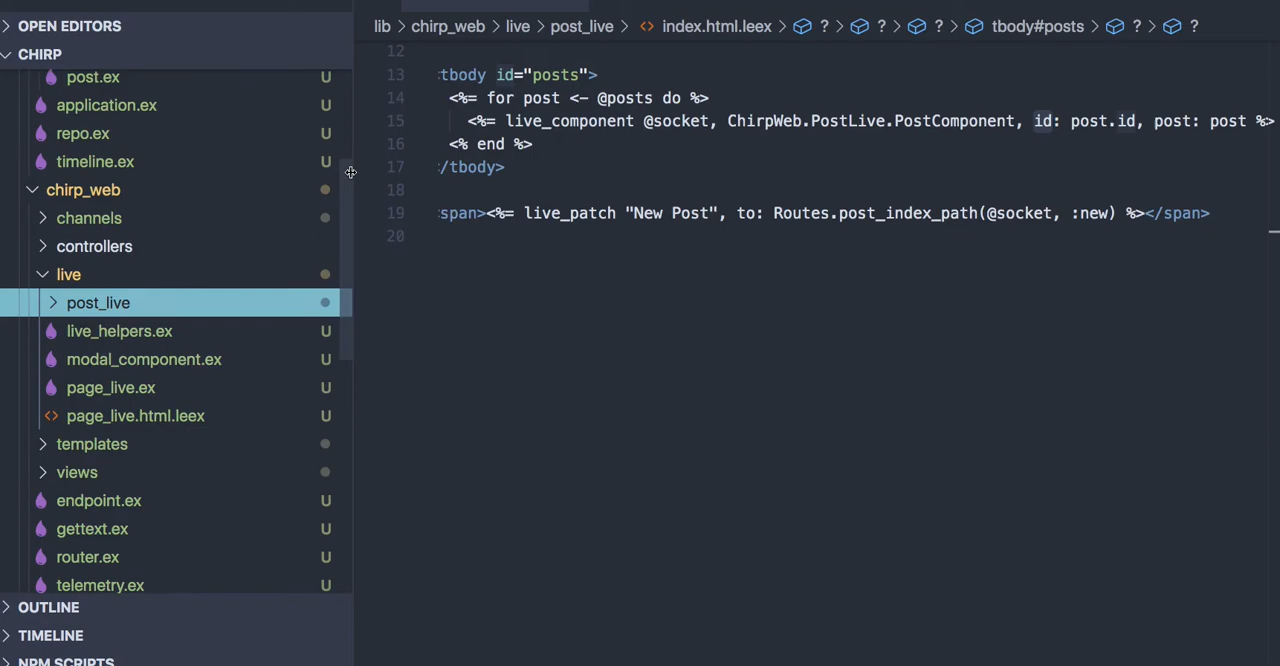 OPEN EDITORS
CHIRP
post.ex U
application.ex U
repo.ex U
timeline.ex U
chirp_web
channels
controllers
live
post_live
live_helpers.ex U
modal_component.ex U
page_live.ex U
page_live.html.leex U
templates
views
endpoint.ex U
gettext.ex U
router.ex U
telemetry.ex U
OUTLINE
TIMELINE
NPM SCRIPTS
lib > chirp_web > live > post_live > <> index.html.leex > ? > ? > ? > tbody#posts > ? > ?
12
13 tbody id="posts">
14 <%= for post <- @posts do %>
15 <%= live_component @socket, ChirpWeb.PostLive.PostComponent, id: post.id, post: post %>
16 <% end %>
17 /tbody>
18
19 span><%= live_patch "New Post", to: Routes.post_index_path(@socket, :new) %></span>
20